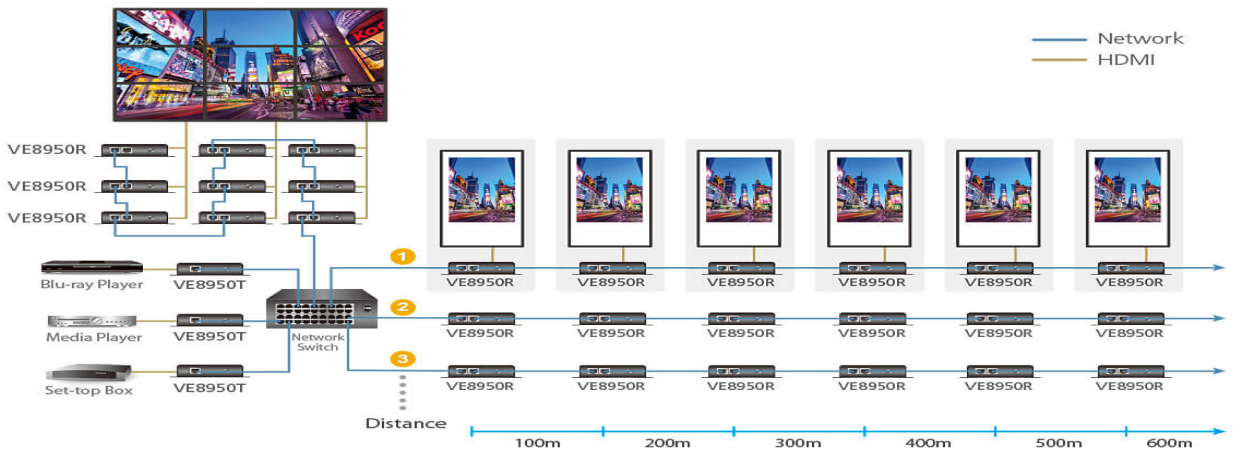 Network
HDMI
Kod
VE8950R
VE8950R
VE8950R
1
VE8950R VE8950R VE8950R VE8950R VE8950R VE8950R
Blu-ray Player VE8950T
2
Media Player VE8950T Network Switch
VE8950R VE8950R VE8950R VE8950R VE8950R VE8950R
3
Set-top Box VE8950T
VE8950R VE8950R VE8950R VE8950R VE8950R VE8950R
Distance
100m 200m 300m 400m 500m 600m